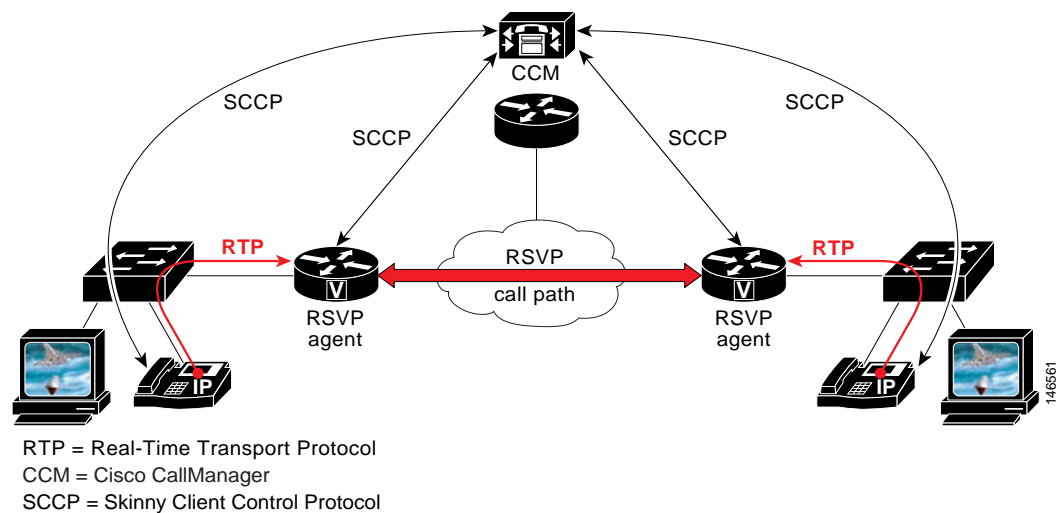 CCM
SCCP
SCCP
SCCP
SCCP
RTP
RSVP
RTP
V
call path
V
RSVP
agent
RSVP
agent
IP
IP
146561
RTP = Real-Time Transport Protocol
CCM = Cisco CallManager
SCCP = Skinny Client Control Protocol